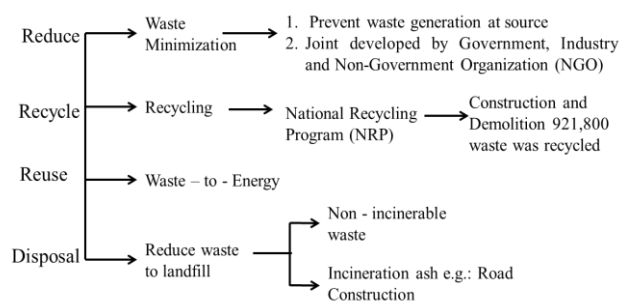 Reduce
Waste
Minimization
1. Prevent waste generation at source
2. Joint developed by Government, Industry
and Non-Government Organization (NGO)
Recycle
Recycling
National Recycling
Program (NRP)
Construction and
Demolition 921,800
waste was recycled
Reuse
Waste – to - Energy
Disposal
Reduce waste
to landfill
Non - incinerable
waste
Incineration ash e.g.: Road
Construction